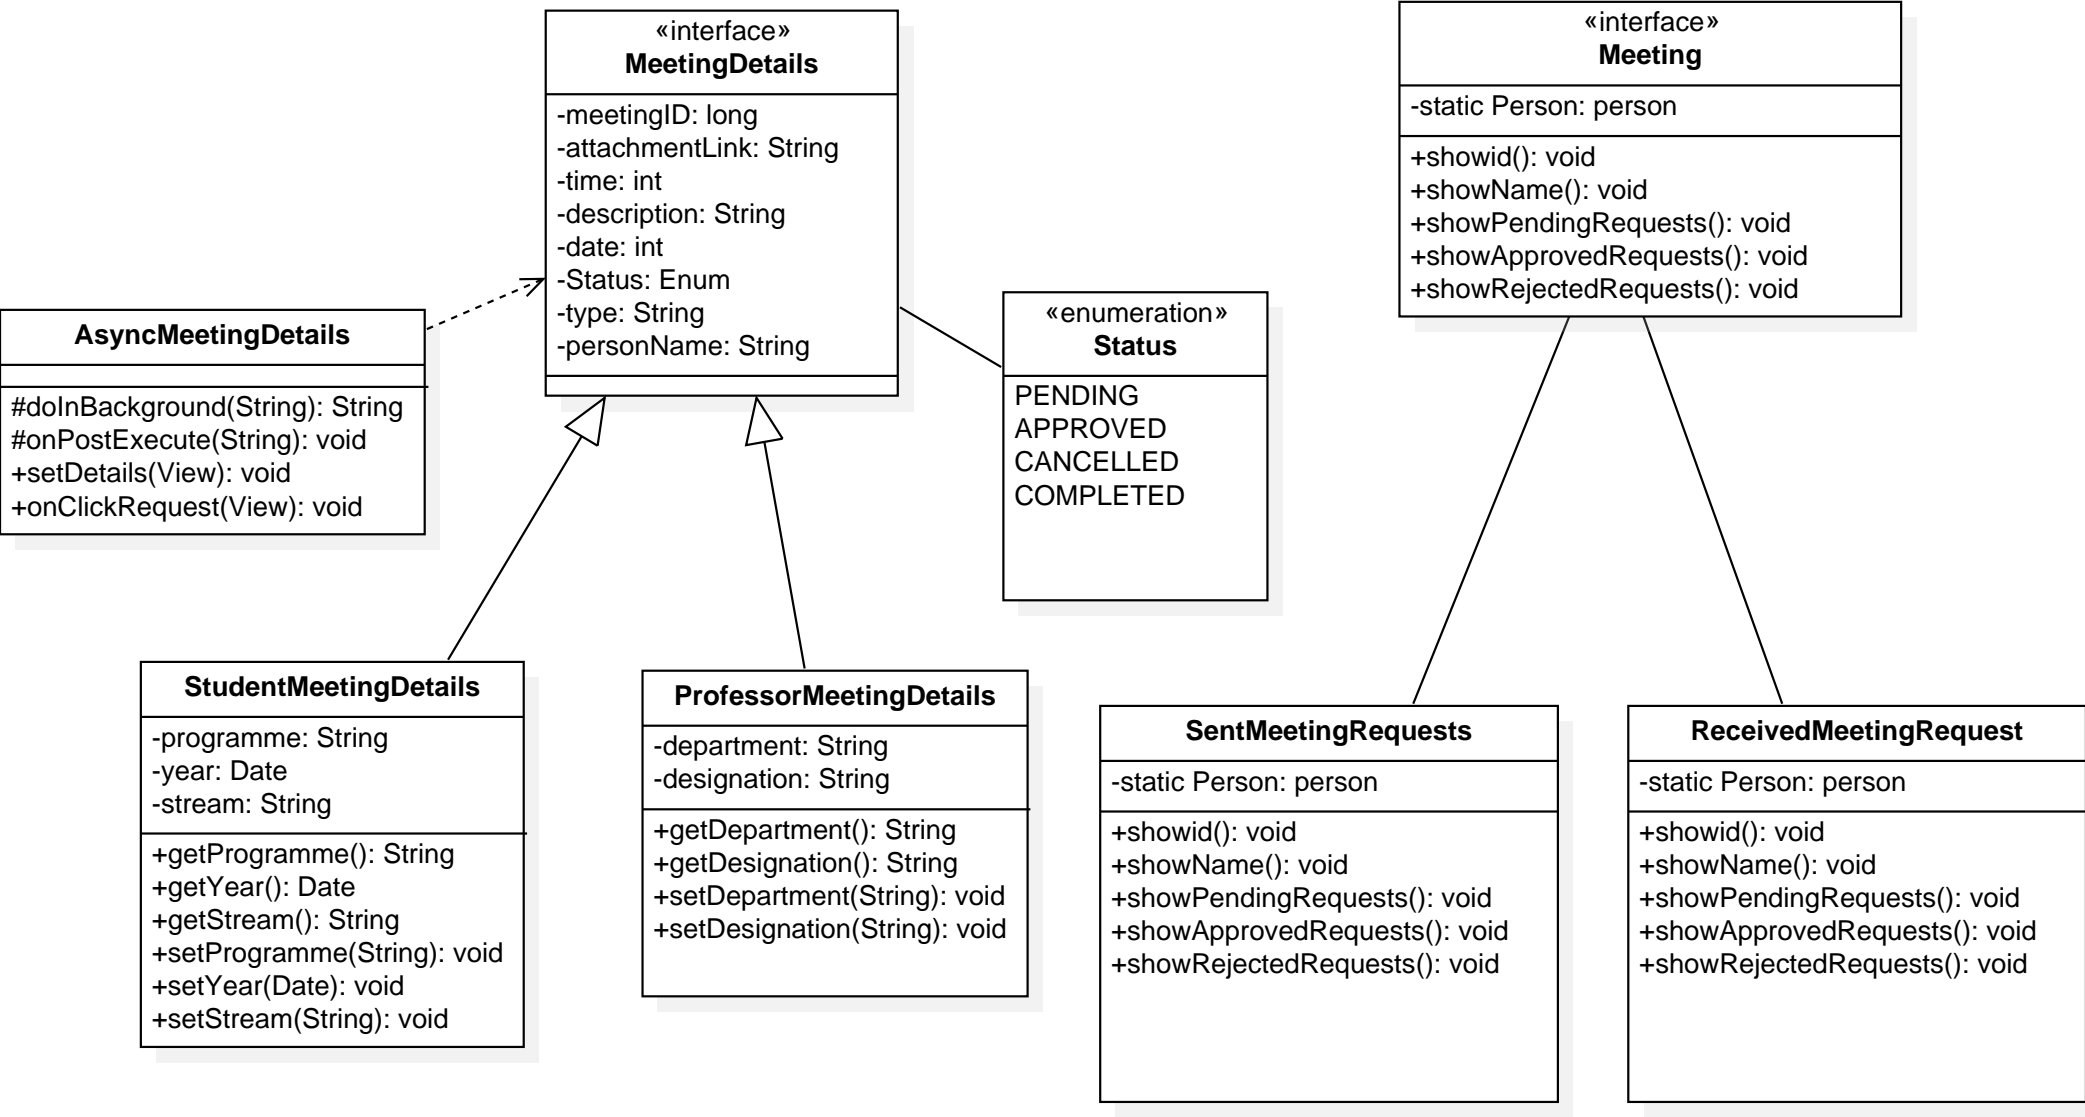 «interface»
MeetingDetails
-meetingID: long
-attachmentLink: String
-time: int
-description: String
-date: int
-Status: Enum
-type: String
-personName: String
«interface»
Meeting
-static Person: person
+showid(): void
+showName(): void
+showPendingRequests(): void
+showApprovedRequests(): void
+showRejectedRequests(): void
AsyncMeetingDetails
#doInBackground(String): String
#onPostExecute(String): void
+setDetails(View): void
+onClickRequest(View): void
«enumeration»
Status
PENDING
APPROVED
CANCELLED
COMPLETED
StudentMeetingDetails
-programme: String
-year: Date
-stream: String
+getProgramme(): String
+getYear(): Date
+getStream(): String
+setProgramme(String): void
+setYear(Date): void
+setStream(String): void
ProfessorMeetingDetails
-department: String
-designation: String
+getDepartment(): String
+getDesignation(): String
+setDepartment(String): void
+setDesignation(String): void
SentMeetingRequests
-static Person: person
+showid(): void
+showName(): void
+showPendingRequests(): void
+showApprovedRequests(): void
+showRejectedRequests(): void
ReceivedMeetingRequest
-static Person: person
+showid(): void
+showName(): void
+showPendingRequests(): void
+showApprovedRequests(): void
+showRejectedRequests(): void